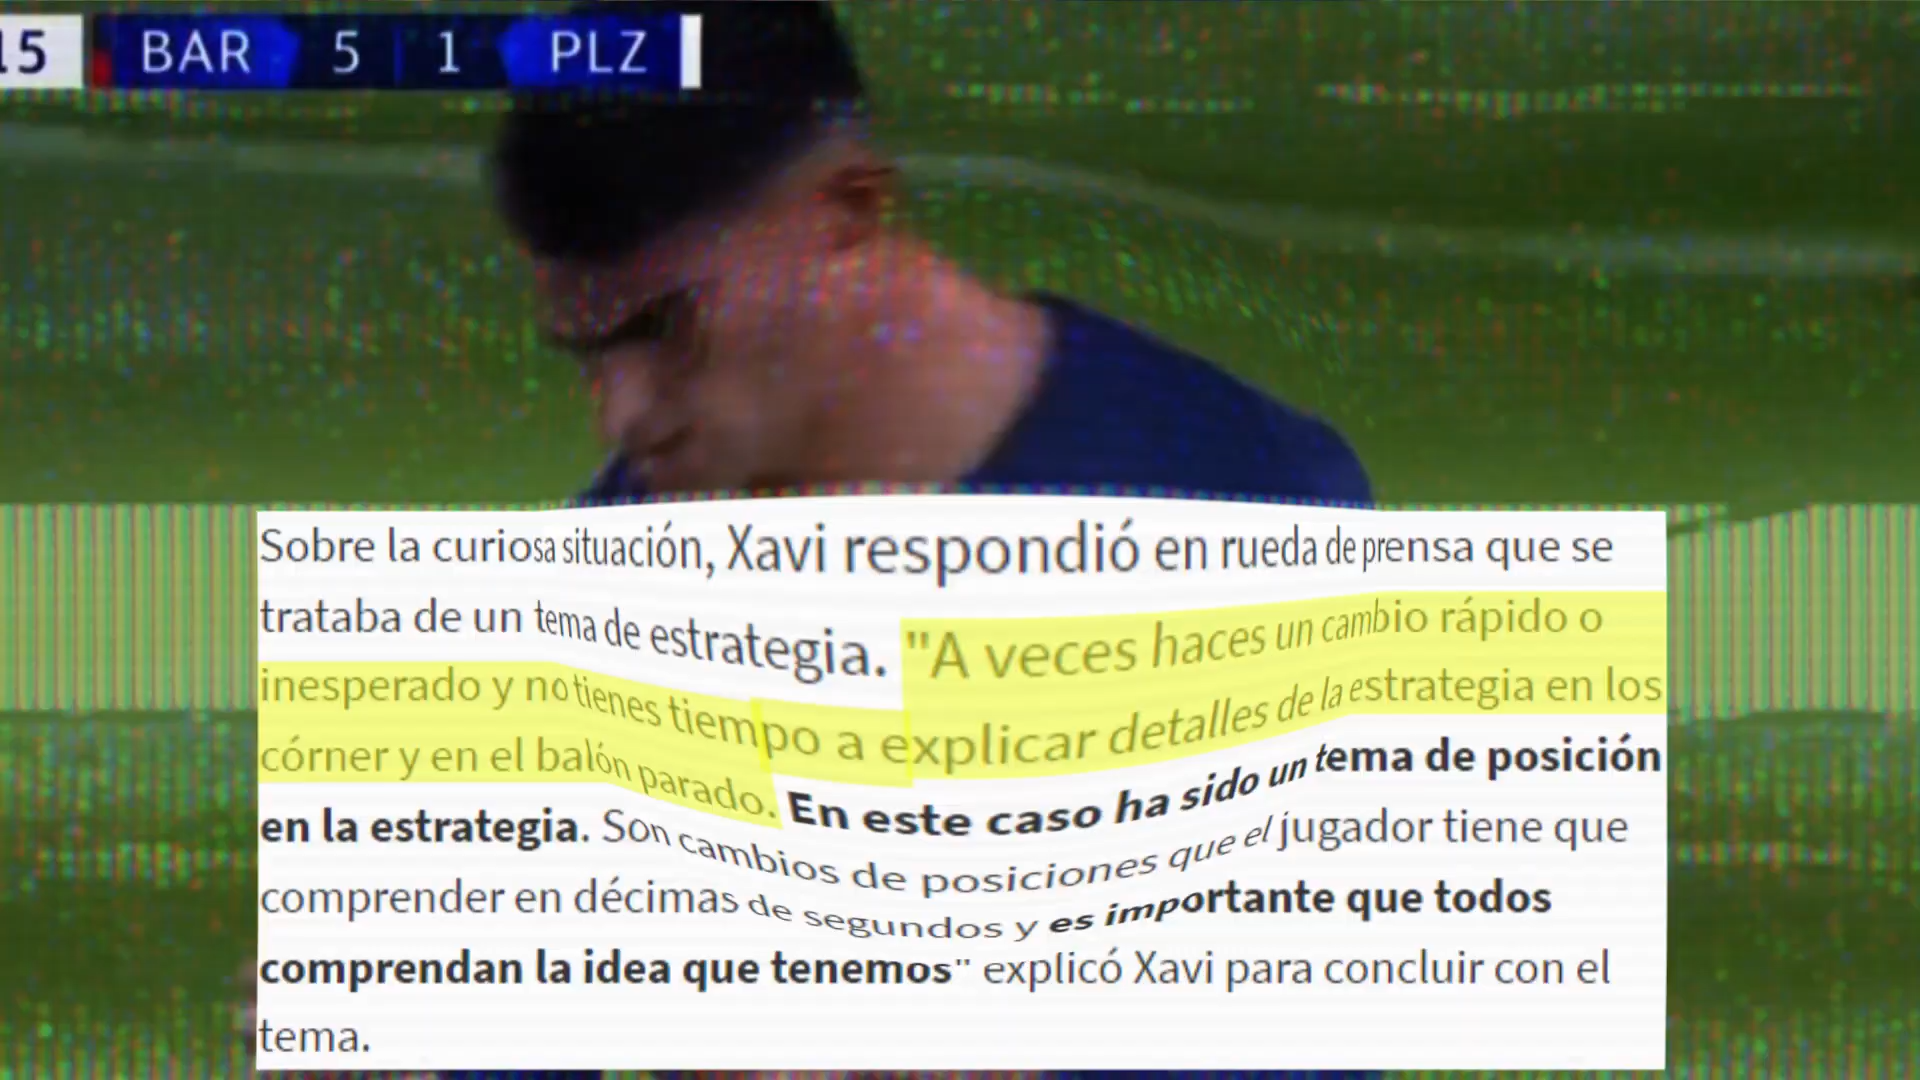 15 BAR 5 1 PLZ
Sobre la curiosa situación, Xavi respondió en rueda de prensa que se
trataba de un tema de estrategia. "A veces haces un cambio rápido o
inesperado y no tienes tiempo a explicar detalles de la estrategia en los
córner y en el balón parado. En este caso ha sido un tema de posición
en la estrategia. Son cambios de posiciones que el jugador tiene que
comprender en décimas de segundos y es importante que todos
comprendan la idea que tenemos" explicó Xavi para concluir con el
tema.